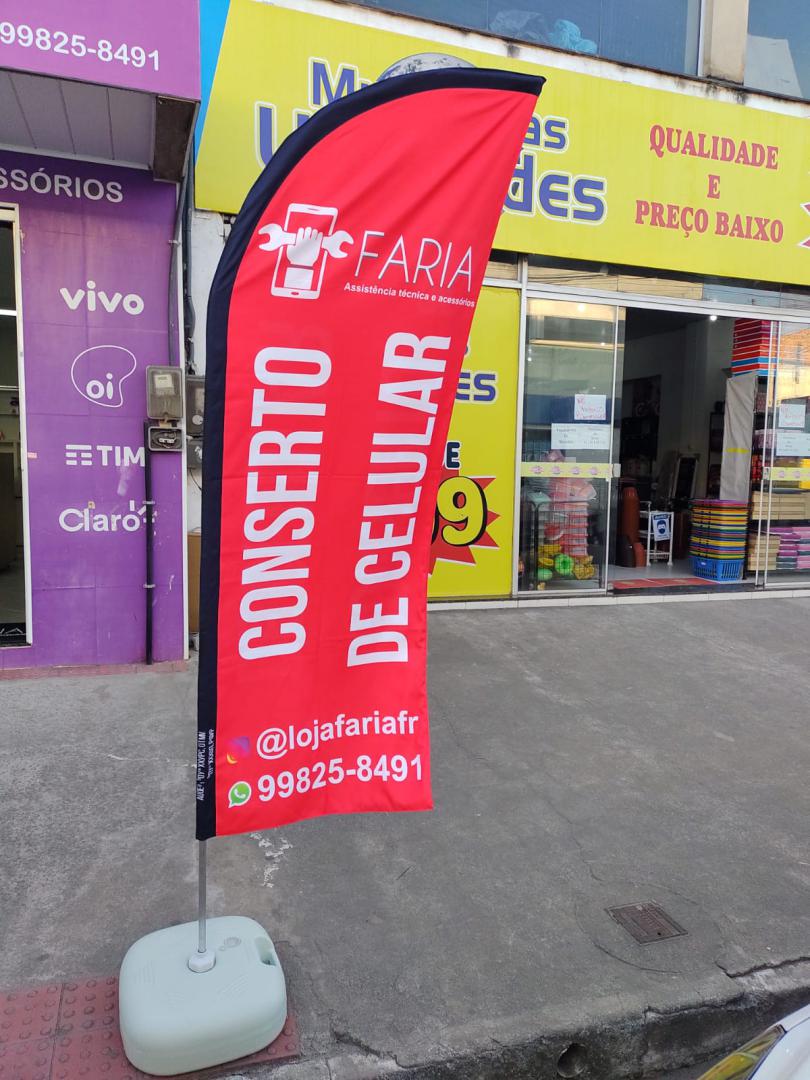 99825-8491
SSÓRIOS
vivo
oi
TIM
Claro
QUALIDADE
E
PREÇO BAIXO
FARIA
Assistência técnica e acessórios
CONSERTO
DE CELULAR
@lojafariafr
99825-8491